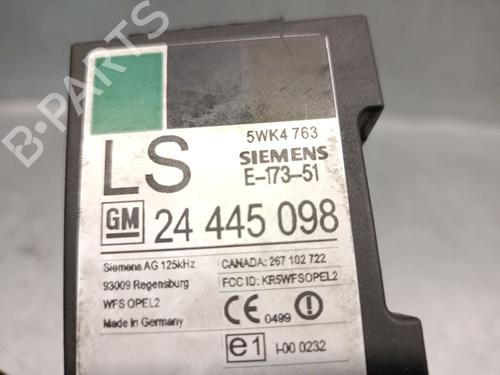 B-PARTS
5WK4 763
LS
SIEMENS
E-173-51
GM 24 445 098
Siemens AG 125kHz
93009 Regensburg
WFS OPEL2
Made in Germany
CANADA: 267 102 722
FCC ID: KR5WFSOPEL2
CE 0499 !
e1 I-00 0232